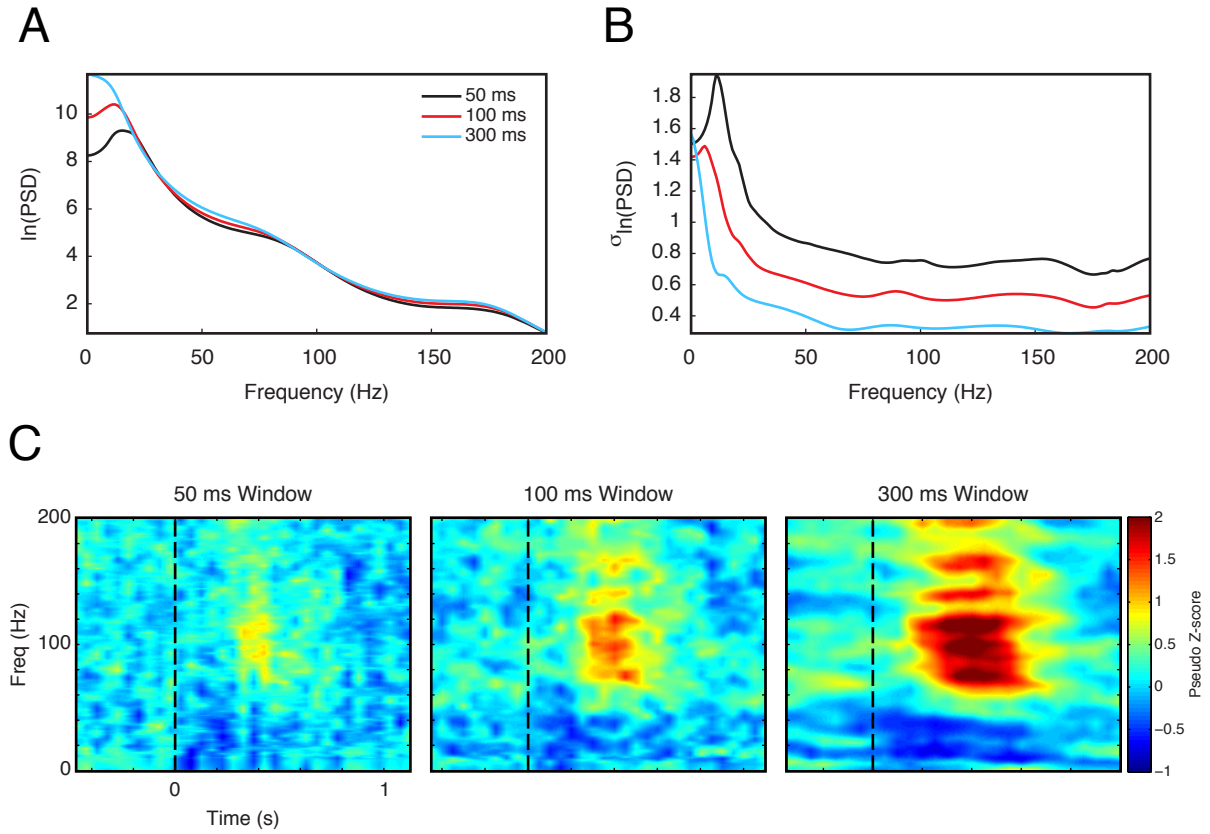 A
B
ln(PSD)
10
8
6
4
2
50 ms
100 ms
300 ms
0
50
100
150
200
Frequency (Hz)
σln(PSD)
1.8
1.6
1.4
1.2
1
0.8
0.6
0.4
0
50
100
150
200
Frequency (Hz)
C
50 ms Window
100 ms Window
300 ms Window
Freq (Hz)
200
100
0
0
1
Time (s)
2
1.5
1
0.5
0
−0.5
−1
Pseudo Z-score